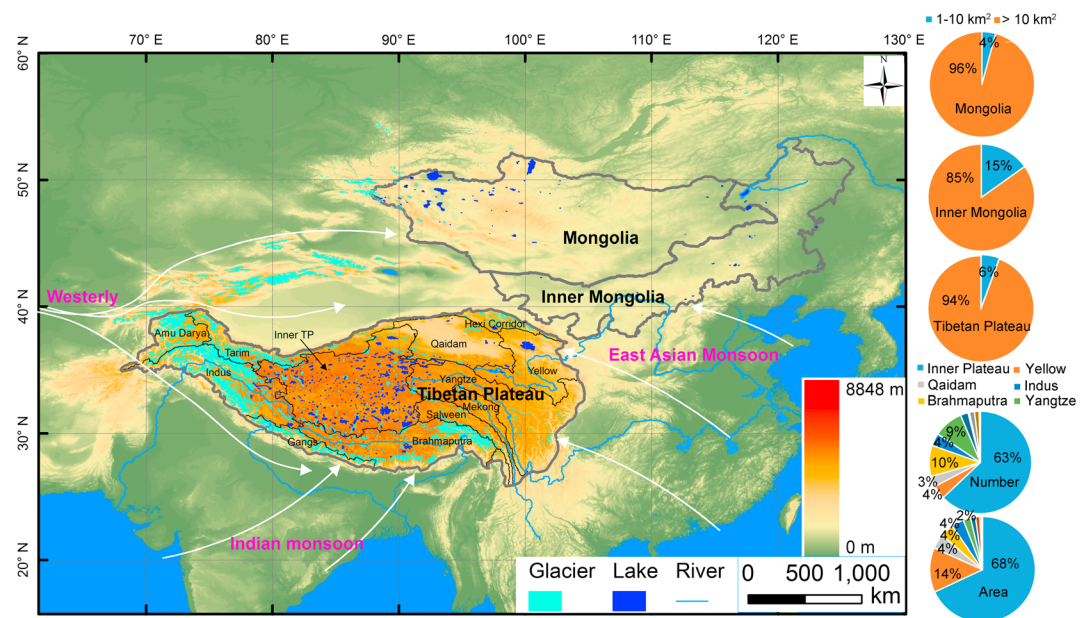 70° E
80° E
90° E
100° E
110° E
120° E
130° E
60° N
50° N
40° N
30° N
20° N
N
Mongolia
Inner Mongolia
Westerly
Amu Darya
Tarim
Indus
Inner TP
Hexi Corridor
Qaidam
Yellow
Yangtze
Tibetan Plateau
Mekong
Salween
Brahmaputra
Gangs
East Asian Monsoon
Indian monsoon
8848 m
0 m
Glacier Lake River
0 500 1,000
km
1-10 km² > 10 km²
4%
96%
Mongolia
15%
85%
Inner Mongolia
6%
94%
Tibetan Plateau
Inner Plateau Yellow
Qaidam Indus
Brahmaputra Yangtze
9%
4%
10%
3%
4%
63%
Number
2%
4%
4%
4%
14%
68%
Area